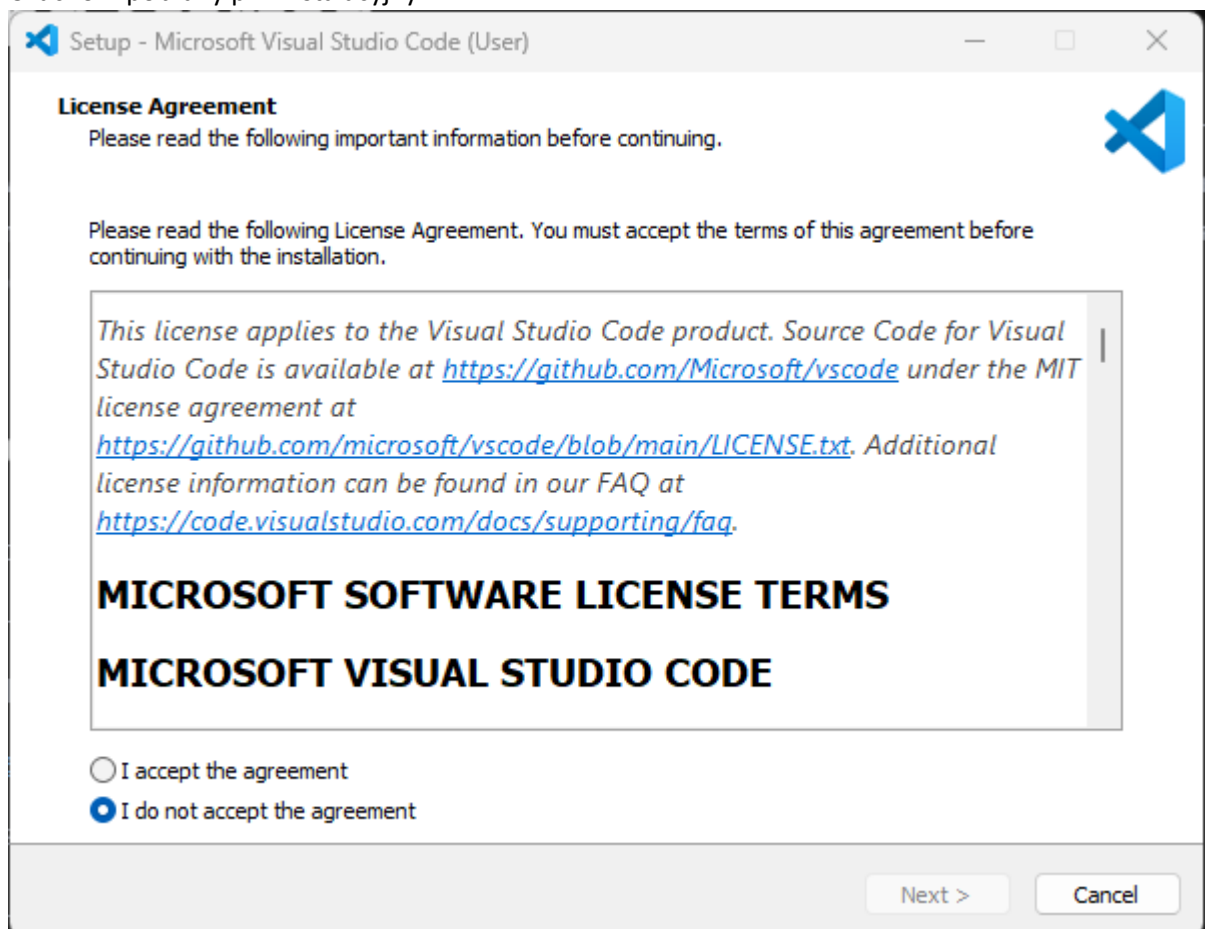 Setup - Microsoft Visual Studio Code (User)
License Agreement
Please read the following important information before continuing.
Please read the following License Agreement. You must accept the terms of this agreement before
continuing with the installation.
This license applies to the Visual Studio Code product. Source Code for Visual
Studio Code is available at https://github.com/Microsoft/vscode under the MIT
license agreement at
https://github.com/microsoft/vscode/blob/main/LICENSE.txt. Additional
license information can be found in our FAQ at
https://code.visualstudio.com/docs/supporting/faq.
MICROSOFT SOFTWARE LICENSE TERMS
MICROSOFT VISUAL STUDIO CODE
I accept the agreement
I do not accept the agreement
Next >
Cancel